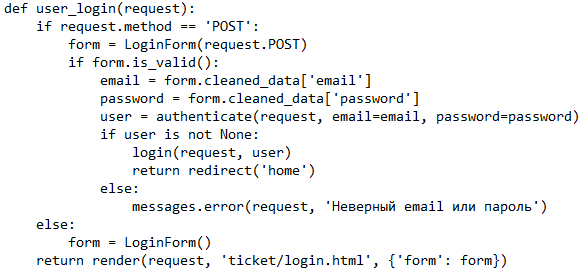 def user_login(request):
    if request.method == 'POST':
        form = LoginForm(request.POST)
        if form.is_valid():
            email = form.cleaned_data['email']
            password = form.cleaned_data['password']
            user = authenticate(request, email=email, password=password)
            if user is not None:
                login(request, user)
                return redirect('home')
            else:
                messages.error(request, 'Неверный email или пароль')
    else:
        form = LoginForm()
    return render(request, 'ticket/login.html', {'form': form})